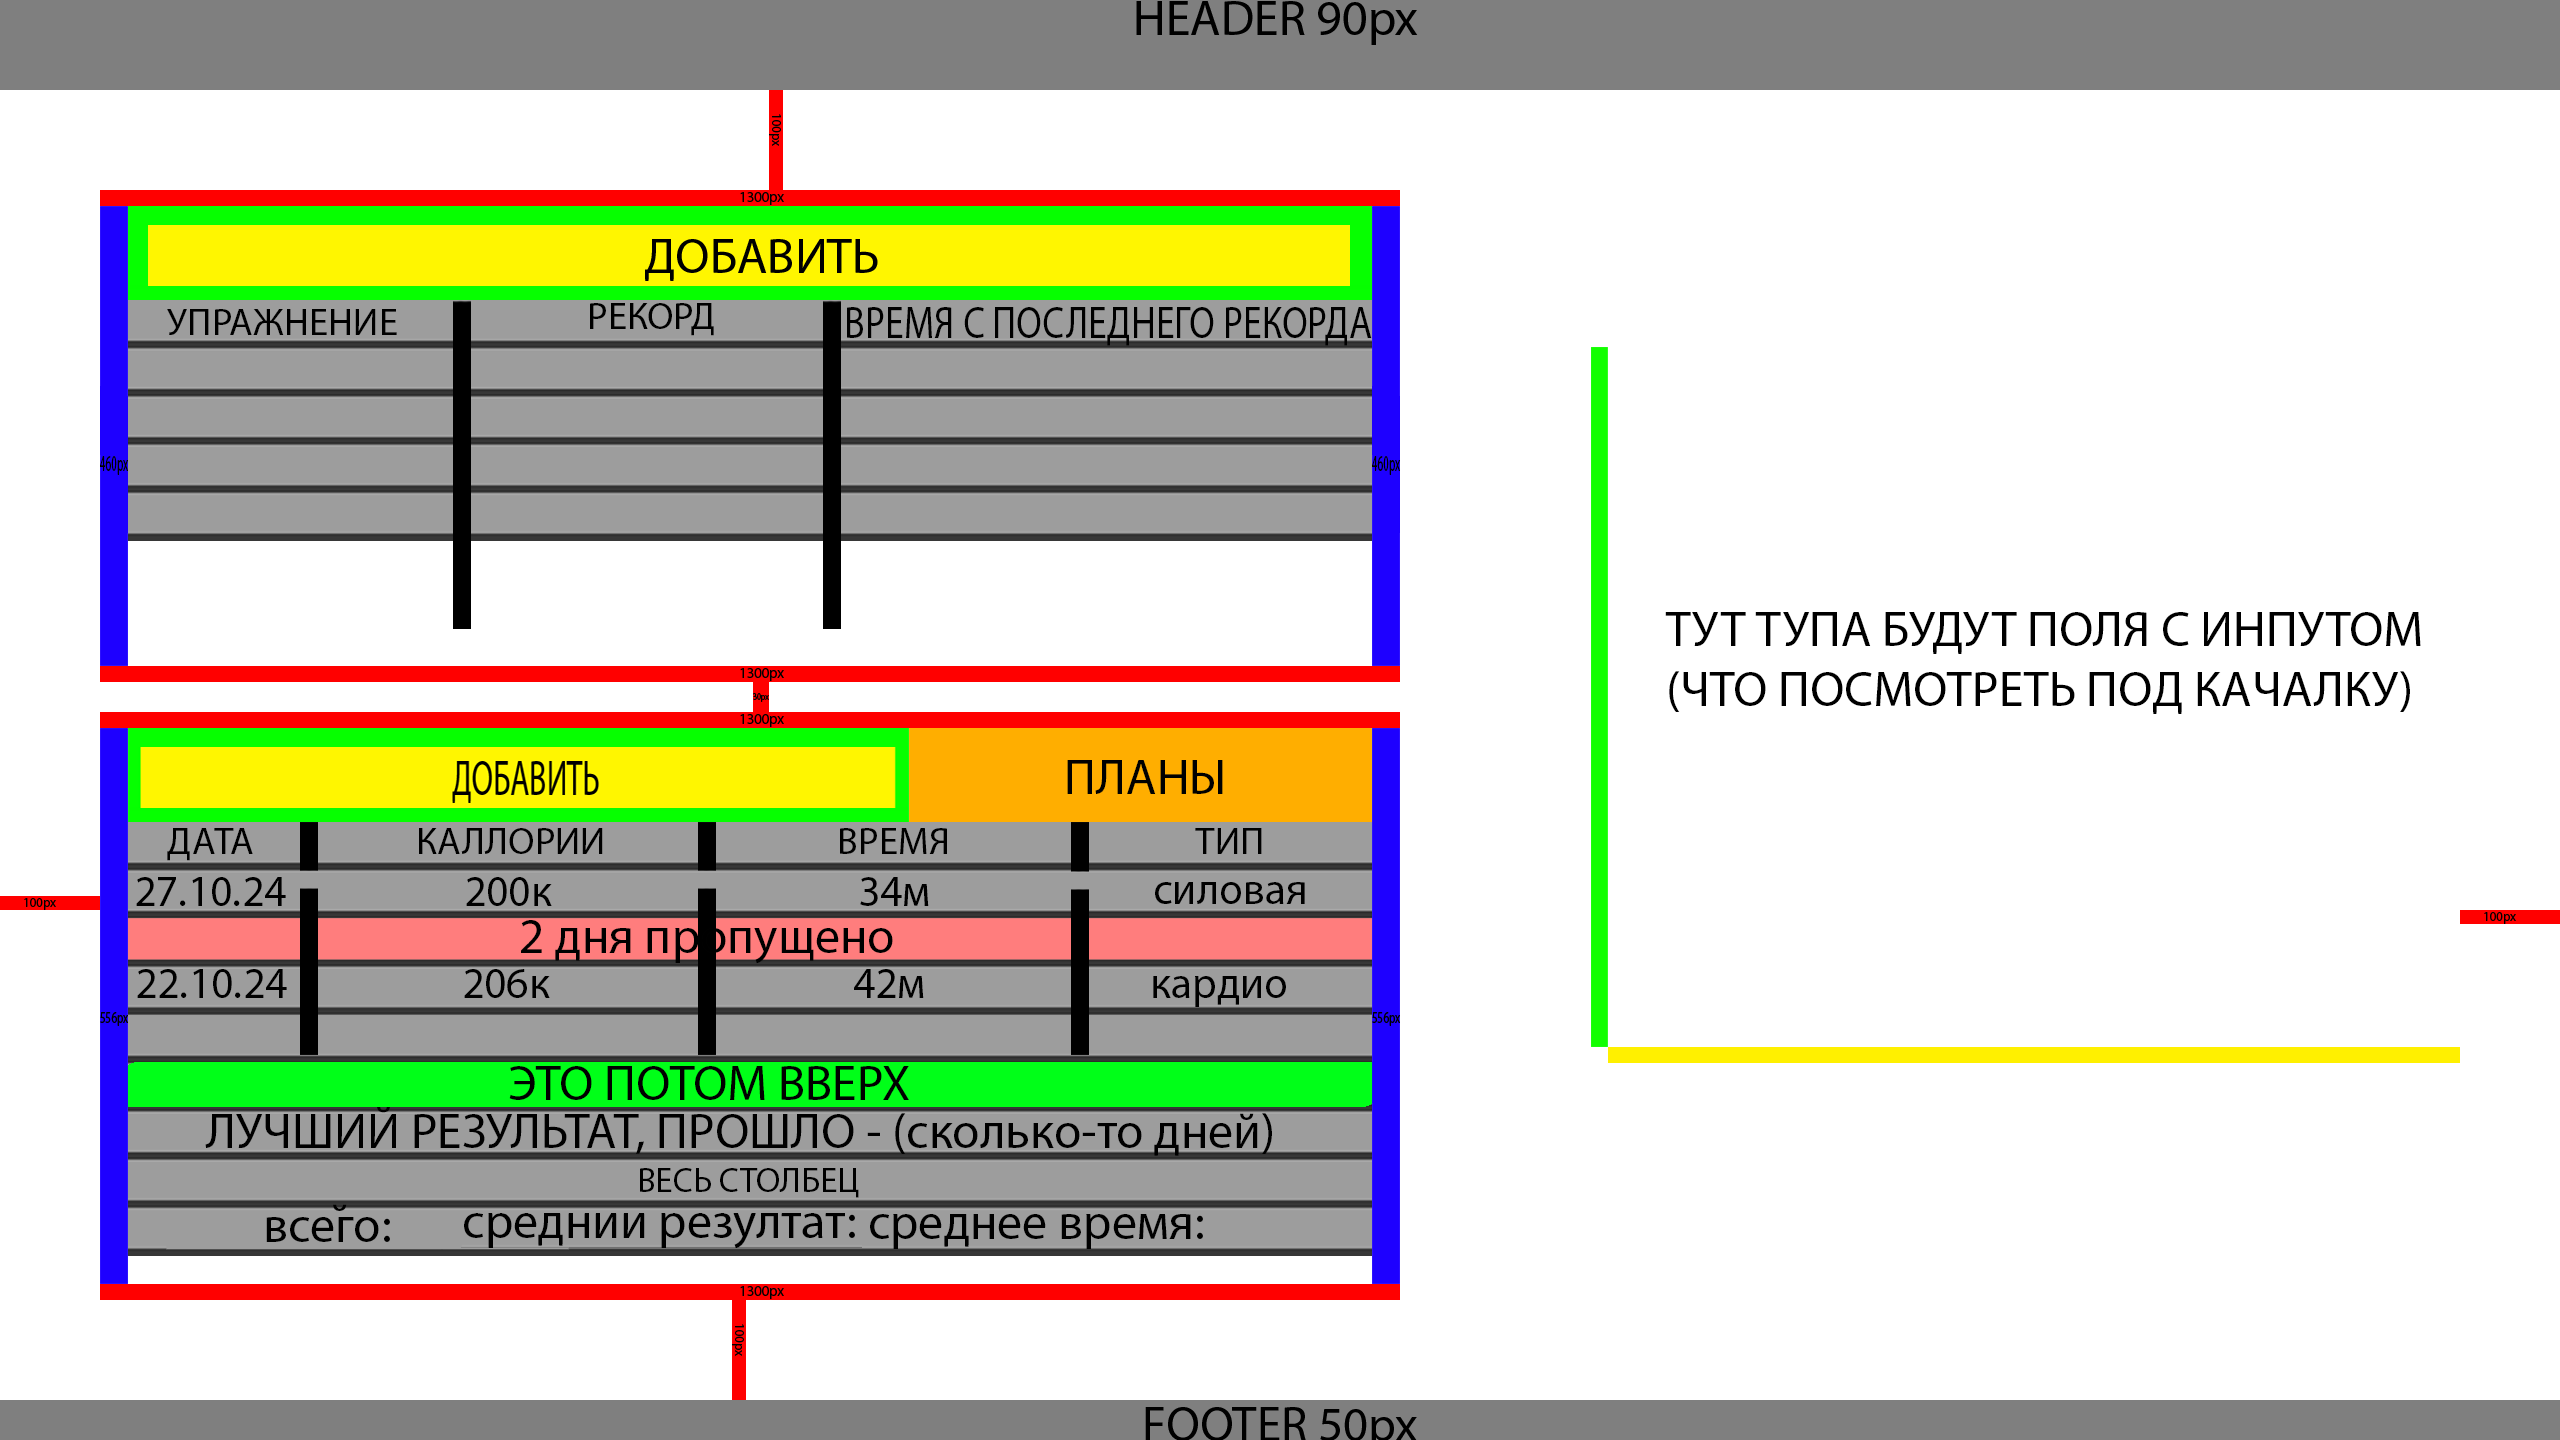 HEADER 90px
100px
1300px
ДОБАВИТЬ
УПРАЖНЕНИЕ РЕКОРД ВРЕМЯ С ПОСЛЕДНЕГО РЕКОРДА
460px 460px
1300px
1300px
ДОБАВИТЬ ПЛАНЫ
ДАТА КАЛЛОРИИ ВРЕМЯ ТИП
27.10.24 200к 34м силовая
2 дня пропущено
22.10.24 206к 42м кардио
556px 556px
ЭТО ПОТОМ ВВЕРХ
ЛУЧШИЙ РЕЗУЛЬТАТ, ПРОШЛО - (сколько-то дней)
ВЕСЬ СТОЛБЕЦ
всего: среднии резултат: среднее время:
1300px
100px
100px
ТУТ ТУПА БУДУТ ПОЛЯ С ИНПУТОМ
(ЧТО ПОСМОТРЕТЬ ПОД КАЧАЛКУ)
100px
FOOTER 50px